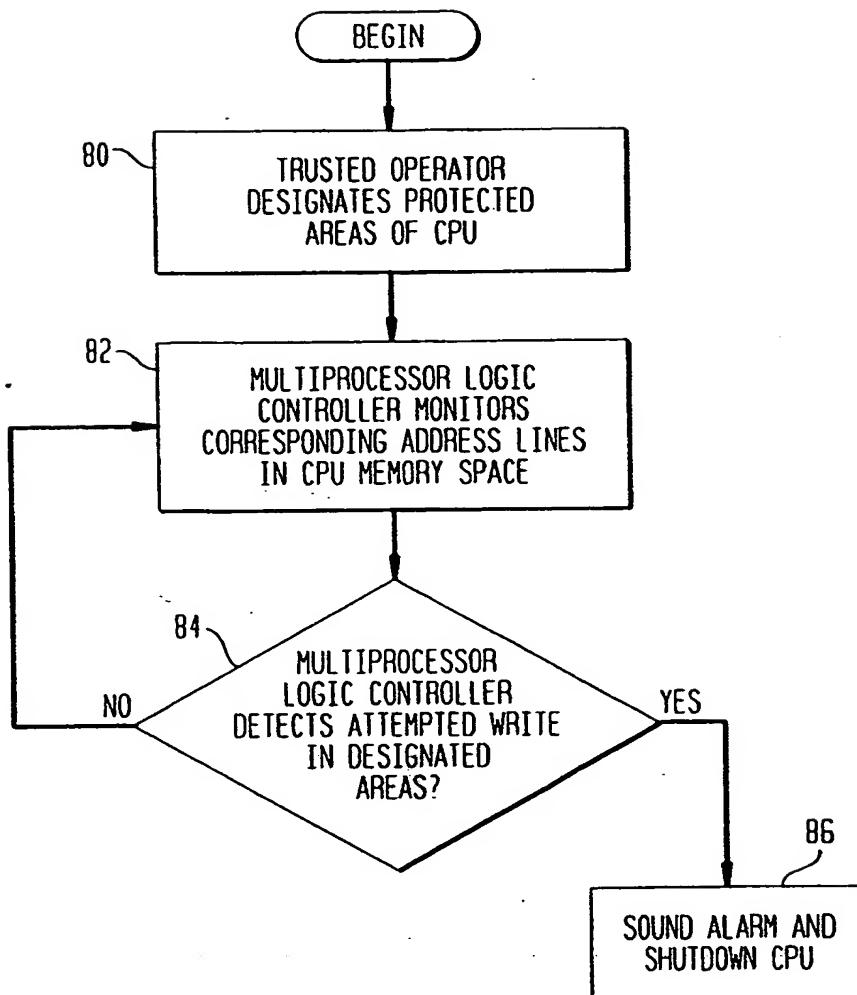 BEGIN
80
TRUSTED OPERATOR
DESIGNATES PROTECTED
AREAS OF CPU
82
MULTIPROCESSOR LOGIC
CONTROLLER MONITORS
CORRESPONDING ADDRESS LINES
IN CPU MEMORY SPACE
84
MULTIPROCESSOR
LOGIC CONTROLLER
DETECTS ATTEMPTED WRITE
IN DESIGNATED
AREAS?
NO
YES
86
SOUND ALARM AND
SHUTDOWN CPU